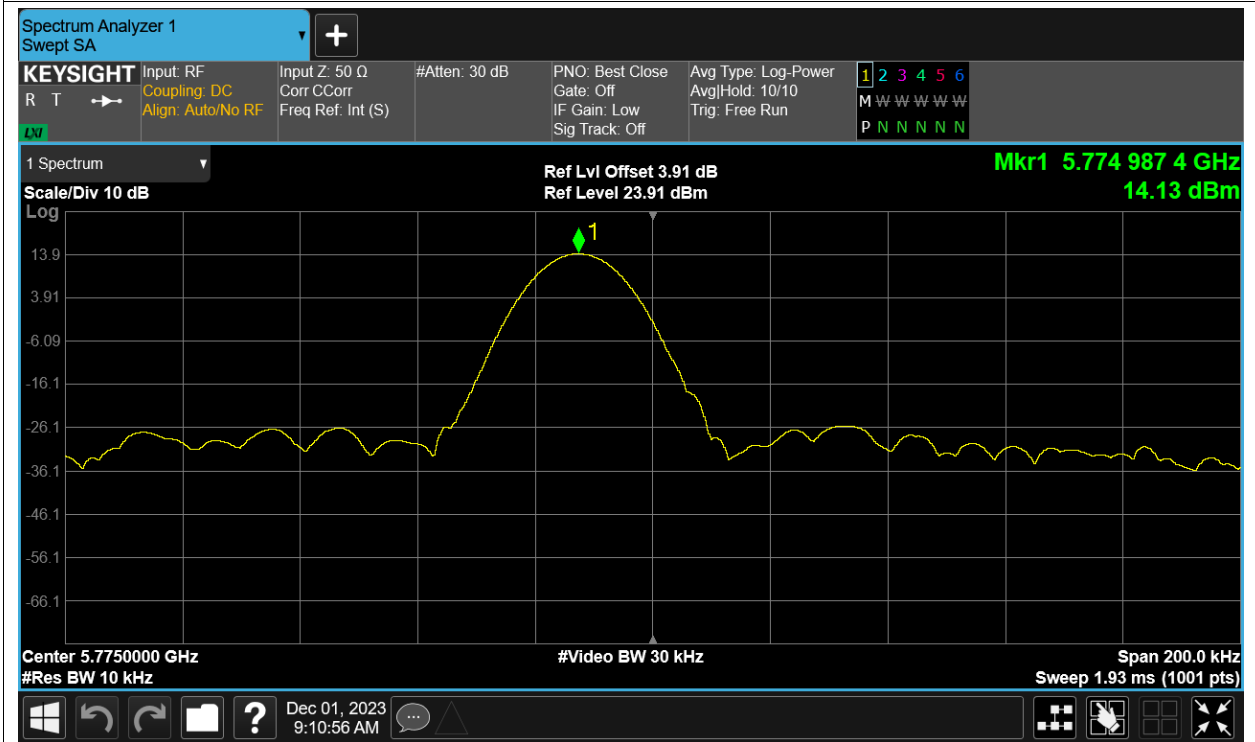 Spectrum Analyzer 1
Swept SA
+
KEYSIGHT
R T
LXI
Input: RF
Coupling: DC
Align: Auto/No RF
Input Z: 50 Ω
Corr CCorr
Freq Ref: Int (S)
#Atten: 30 dB
PNO: Best Close
Gate: Off
IF Gain: Low
Sig Track: Off
Avg Type: Log-Power
Avg|Hold: 10/10
Trig: Free Run
1 2 3 4 5 6
M W W W W W
P N N N N N
1 Spectrum
Scale/Div 10 dB
Ref Lvl Offset 3.91 dB
Ref Level 23.91 dBm
Mkr1 5.774 987 4 GHz
14.13 dBm
Log
1
13.9
3.91
-6.09
-16.1
-26.1
-36.1
-46.1
-56.1
-66.1
Center 5.7750000 GHz
#Res BW 10 kHz
#Video BW 30 kHz
Span 200.0 kHz
Sweep 1.93 ms (1001 pts)
?
Dec 01, 2023
9:10:56 AM